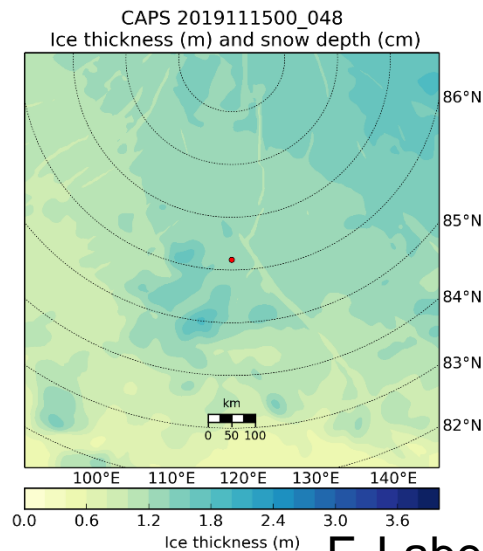 CAPS 2019111500_048
Ice thickness (m) and snow depth (cm)
86°N
85°N
84°N
83°N
82°N
km
0 50 100
100°E 110°E 120°E 130°E 140°E
0.0 0.6 1.2 1.8 2.4 3.0 3.6
Ice thickness (m)